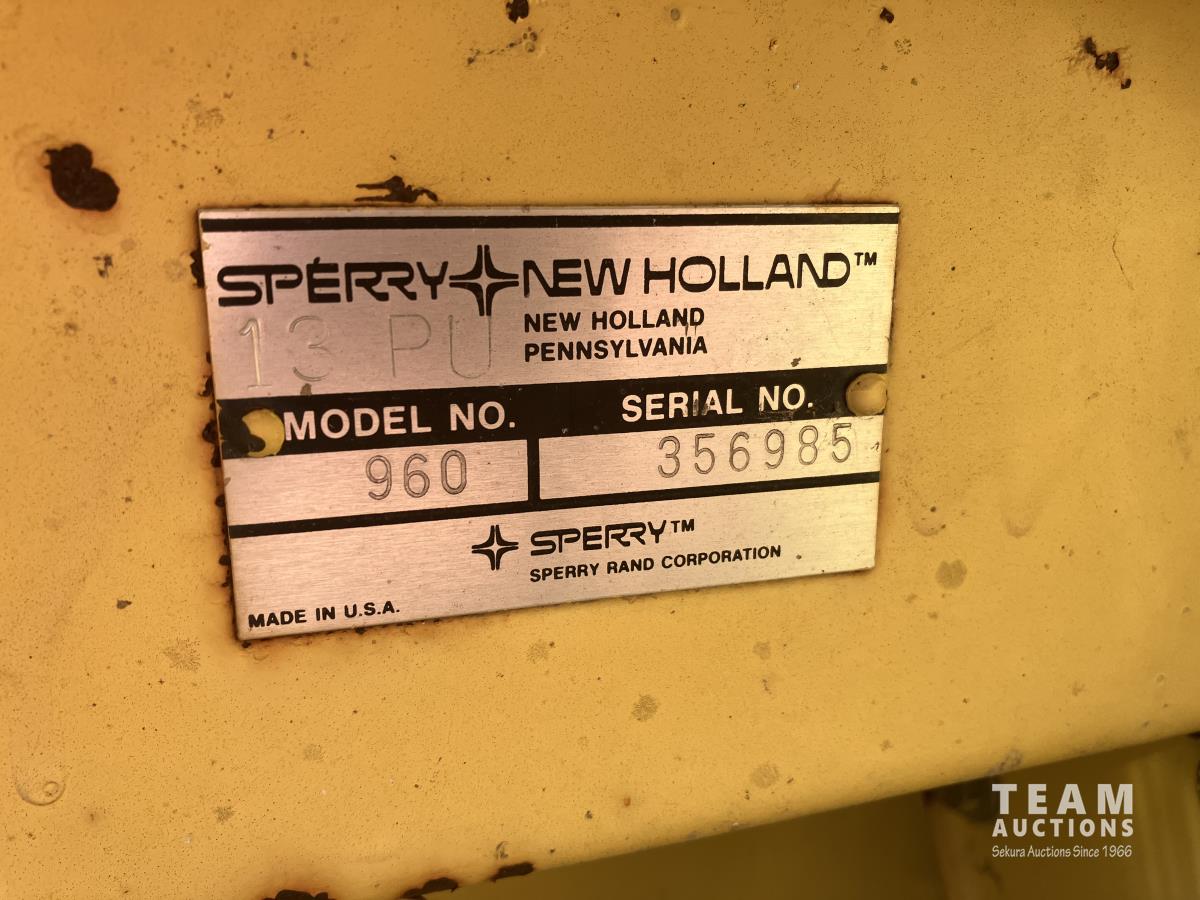 SPERRY NEW HOLLAND™
13 PU
NEW HOLLAND
PENNSYLVANIA
MODEL NO. SERIAL NO.
960 356985
SPERRY™
SPERRY RAND CORPORATION
MADE IN U.S.A.
TEAM
AUCTIONS
Sekura Auctions Since 1966